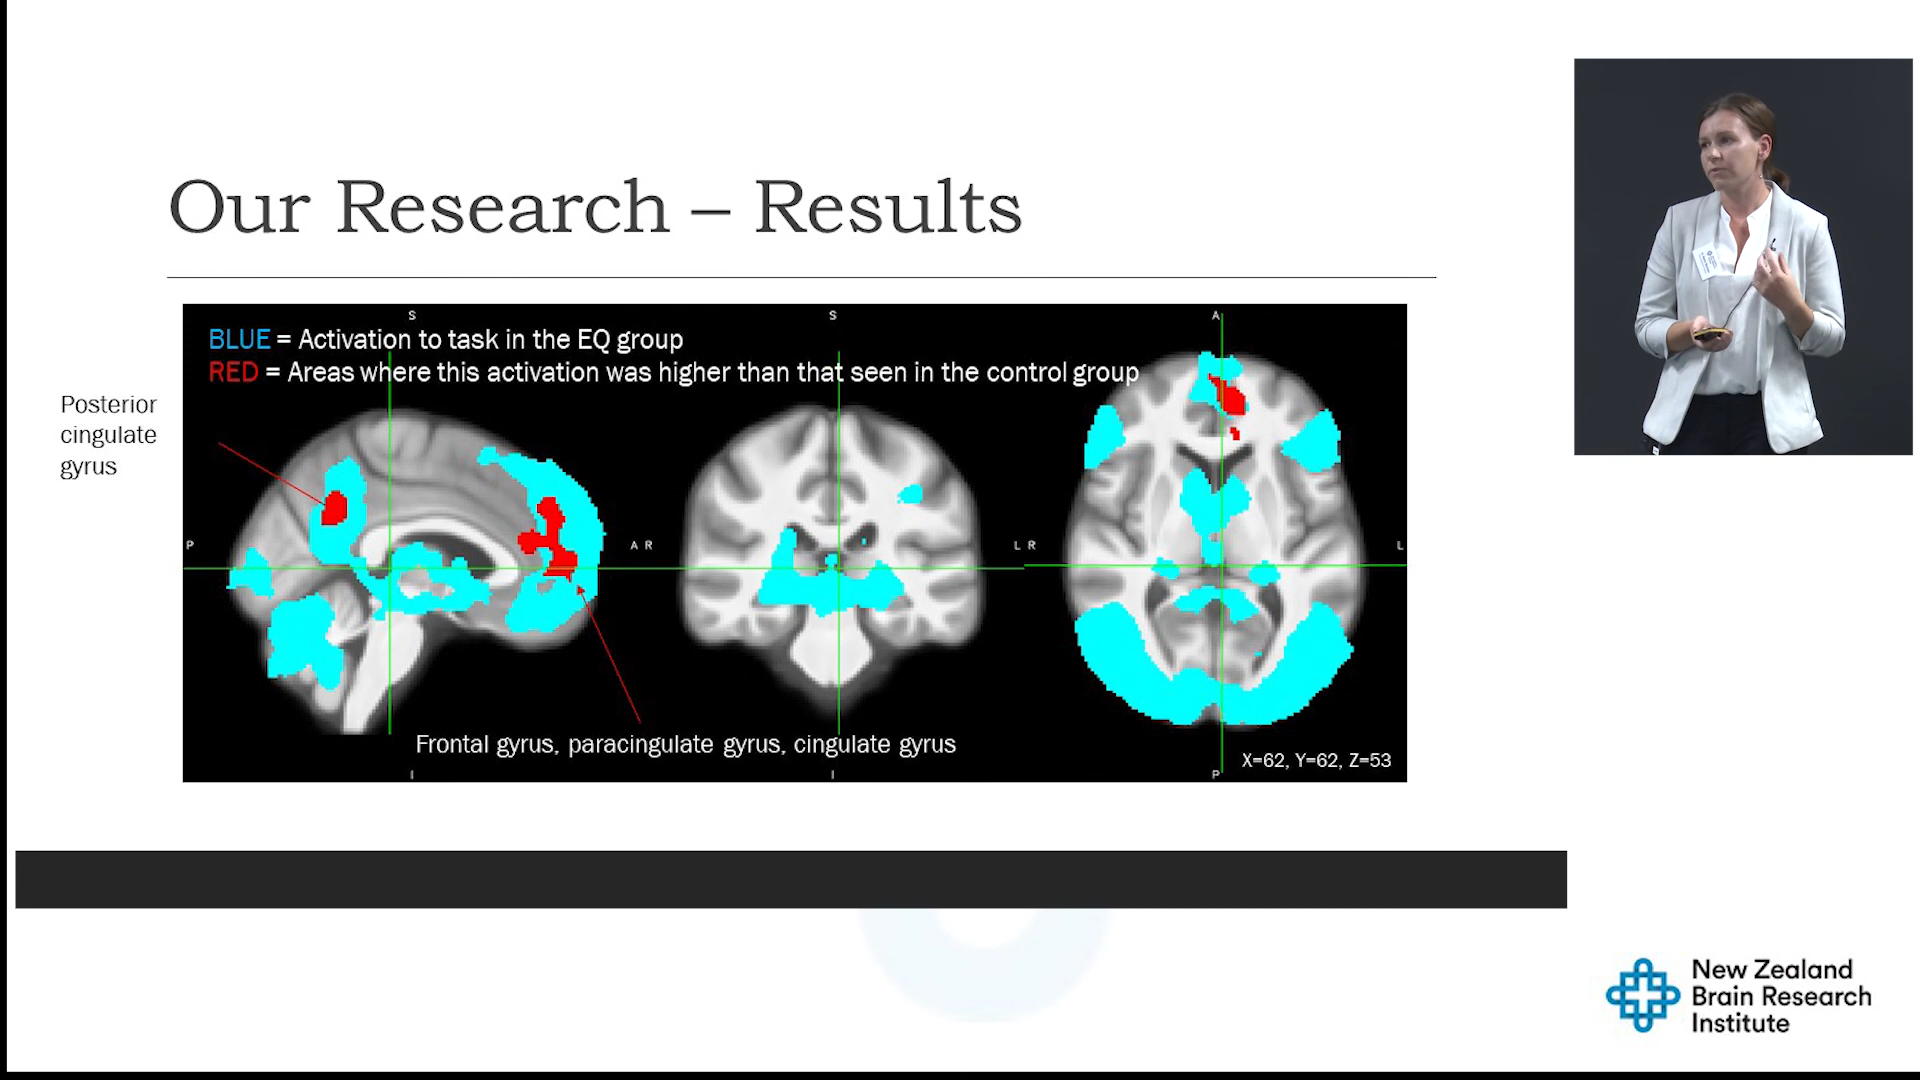 Our Research – Results
S
S
A
BLUE = Activation to task in the EQ group
RED = Areas where this activation was higher than that seen in the control group
Posterior
cingulate
gyrus
P
A R
L R
L
Frontal gyrus, paracingulate gyrus, cingulate gyrus
X=62, Y=62, Z=53
I
I
P
New Zealand
Brain Research
Institute